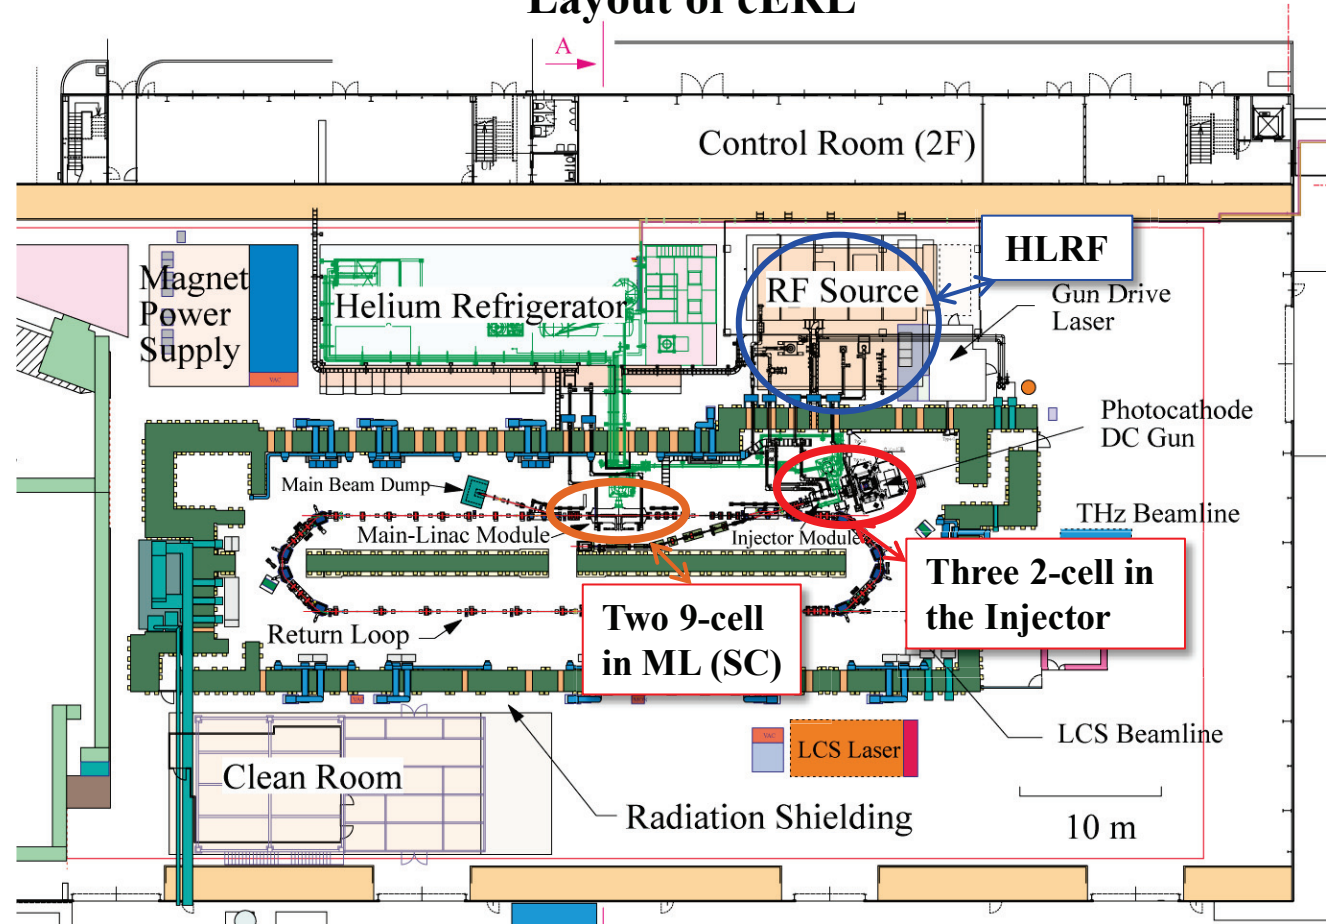 Layout of cERL
A
Control Room (2F)
HLRF
Magnet
Power
Supply
Helium Refrigerator
RF Source
Gun Drive
Laser
VAC
Photocathode
DC Gun
Main Beam Dump
THz Beamline
Main-Linac Module
Injector Module
Three 2-cell in
the Injector
Two 9-cell
in ML (SC)
Return Loop
LCS Beamline
VAC
LCS Laser
Clean Room
Radiation Shielding
10 m